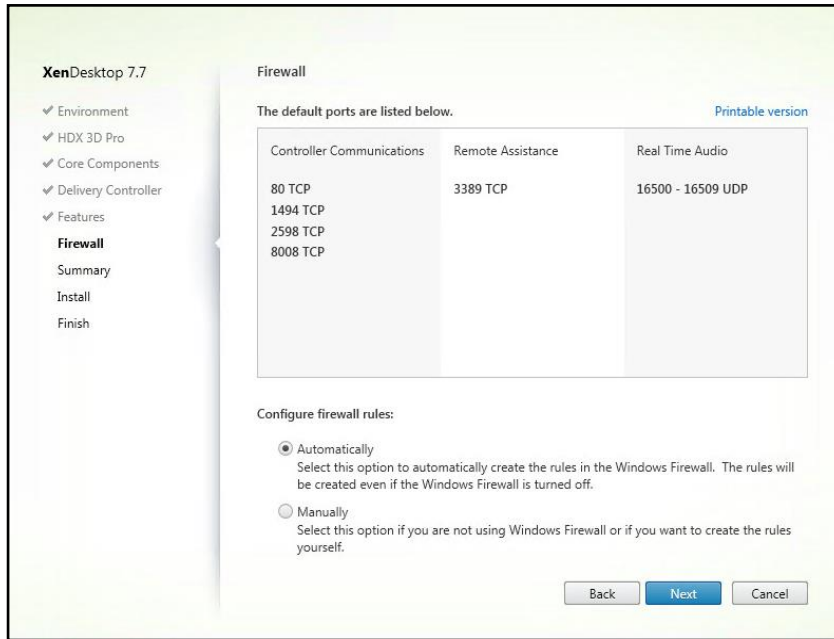 XenDesktop 7.7
Environment
HDX 3D Pro
Core Components
Delivery Controller
Features
Firewall
Summary
Install
Finish
Firewall
The default ports are listed below.
Printable version
Controller Communications
80 TCP
1494 TCP
2598 TCP
8008 TCP
Remote Assistance
3389 TCP
Real Time Audio
16500 - 16509 UDP
Configure firewall rules:
Automatically
Select this option to automatically create the rules in the Windows Firewall. The rules will
be created even if the Windows Firewall is turned off.
Manually
Select this option if you are not using Windows Firewall or if you want to create the rules
yourself.
Back
Next
Cancel